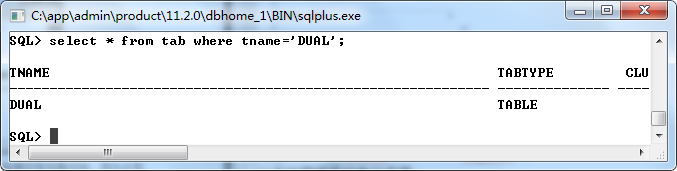 C:\app\admin\product\11.2.0\dbhome_1\BIN\sqlplus.exe
SQL> select * from tab where tname='DUAL';
TNAME TABTYPE CLU
------------------------------------------------------------ -------------- ----
DUAL TABLE
SQL>